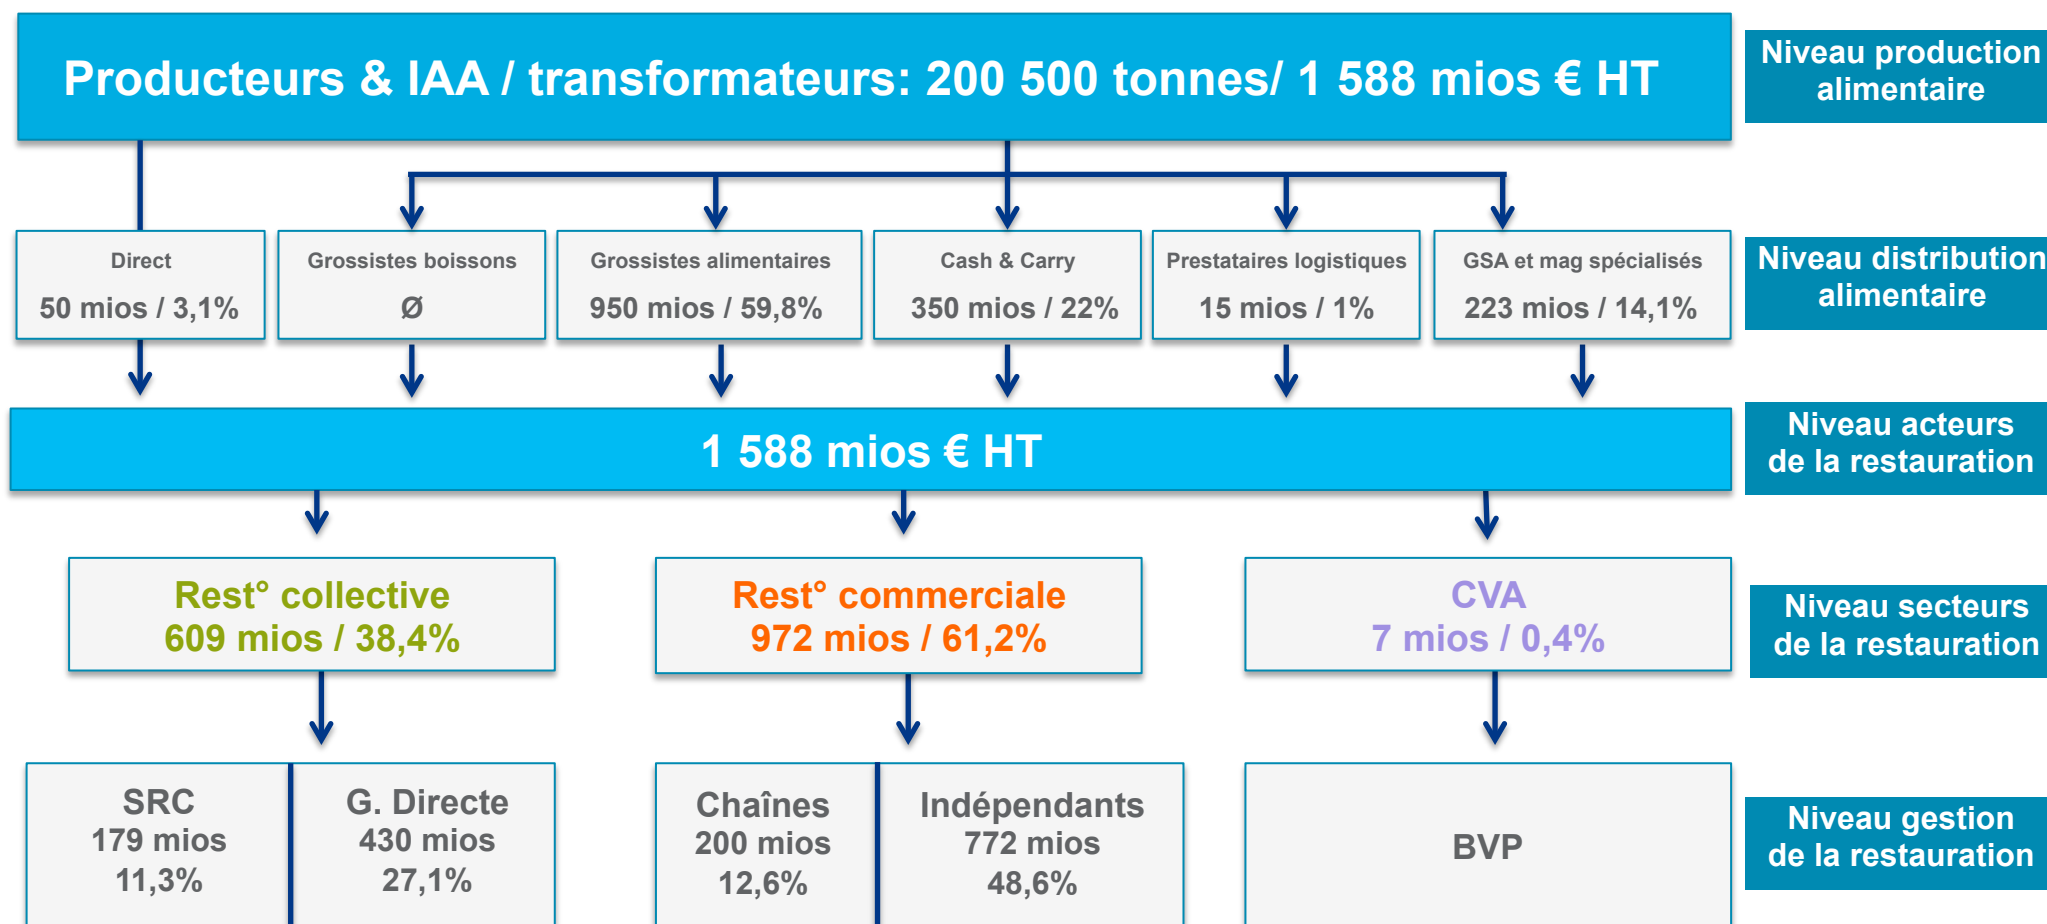 Producteurs & IAA / transformateurs: 200 500 tonnes/ 1 588 mios € HT
Niveau production
alimentaire
Direct
50 mios / 3,1%
Grossistes boissons
Ø
Grossistes alimentaires
950 mios / 59,8%
Cash & Carry
350 mios / 22%
Prestataires logistiques
15 mios / 1%
GSA et mag spécialisés
223 mios / 14,1%
Niveau distribution
alimentaire
1 588 mios € HT
Niveau acteurs
de la restauration
Rest° collective
609 mios / 38,4%
Rest° commerciale
972 mios / 61,2%
CVA
7 mios / 0,4%
Niveau secteurs
de la restauration
SRC
179 mios
11,3%
G. Directe
430 mios
27,1%
Chaînes
200 mios
12,6%
Indépendants
772 mios
48,6%
BVP
Niveau gestion
de la restauration